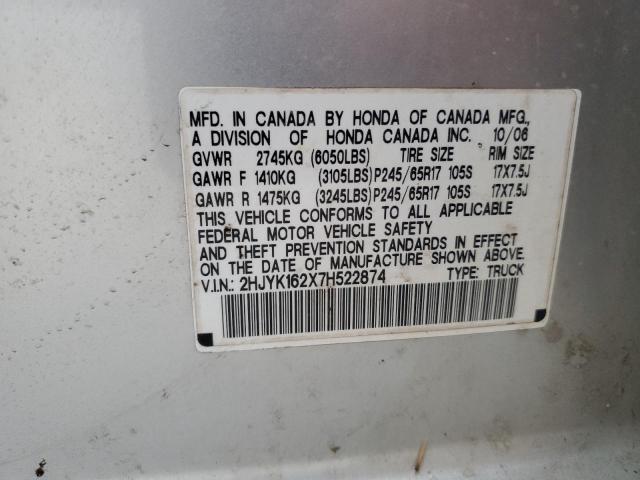 MFD. IN CANADA BY HONDA OF CANADA MFG.,
A DIVISION OF HONDA CANADA INC. 10/06
GVWR 2745KG (6050LBS) TIRE SIZE RIM SIZE
GAWR F 1410KG (3105LBS) P245/65R17 105S 17X7.5J
GAWR R 1475KG (3245LBS) P245/65R17 105S 17X7.5J
THIS VEHICLE CONFORMS TO ALL APPLICABLE
FEDERAL MOTOR VEHICLE SAFETY
AND THEFT PREVENTION STANDARDS IN EFFECT
ON THE DATE OF MANUFACTURE SHOWN ABOVE.
V.I.N.: 2HJYK162X7H522874 TYPE: TRUCK